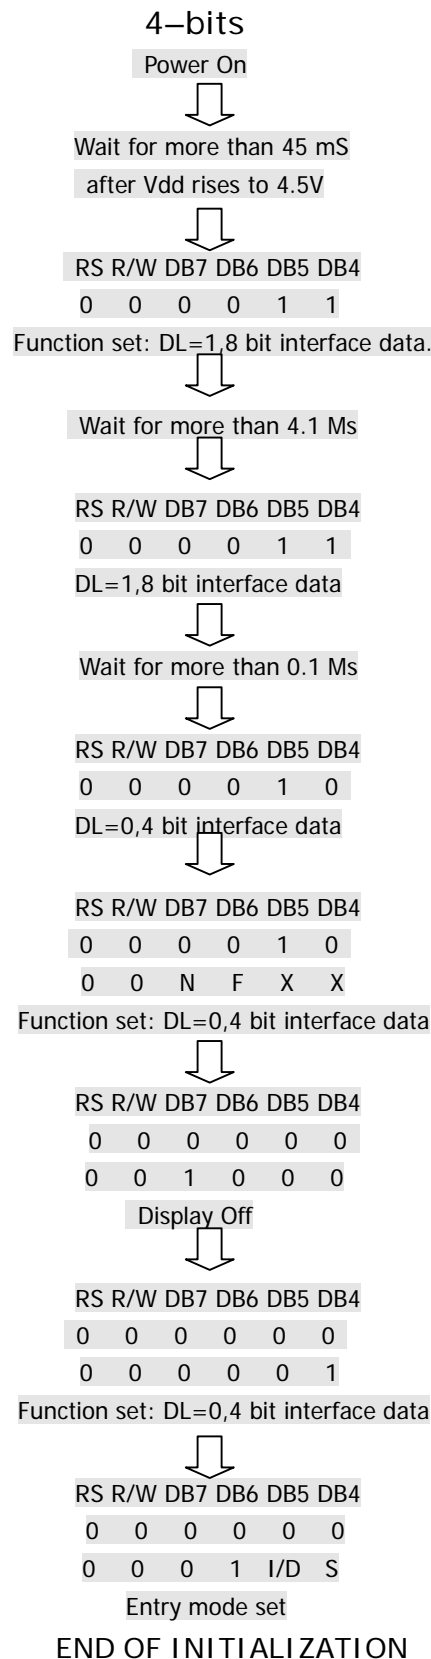 4–bits
Power On
Wait for more than 45 mS
after Vdd rises to 4.5V
RS R/W DB7 DB6 DB5 DB4
0 0 0 0 1 1
Function set: DL=1,8 bit interface data.
Wait for more than 4.1 Ms
RS R/W DB7 DB6 DB5 DB4
0 0 0 0 1 1
DL=1,8 bit interface data
Wait for more than 0.1 Ms
RS R/W DB7 DB6 DB5 DB4
0 0 0 0 1 0
DL=0,4 bit interface data
RS R/W DB7 DB6 DB5 DB4
0 0 0 0 1 0
0 0 N F X X
Function set: DL=0,4 bit interface data
RS R/W DB7 DB6 DB5 DB4
0 0 0 0 0 0
0 0 1 0 0 0
Display Off
RS R/W DB7 DB6 DB5 DB4
0 0 0 0 0 0
0 0 0 0 0 1
Function set: DL=0,4 bit interface data
RS R/W DB7 DB6 DB5 DB4
0 0 0 0 0 0
0 0 0 1 I/D S
Entry mode set
END OF INITIALIZATION